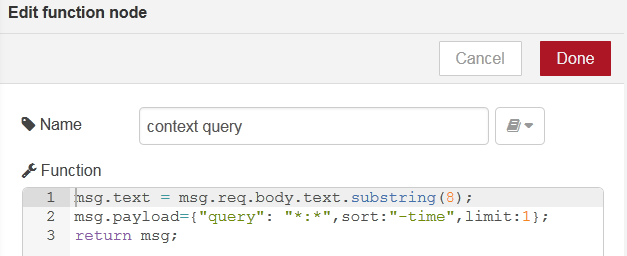 Edit function node
Cancel
Done
Name
context query
Function
1 msg.text = msg.req.body.text.substring(8);
2 msg.payload={"query": "*:*",sort:"-time",limit:1};
3 return msg;